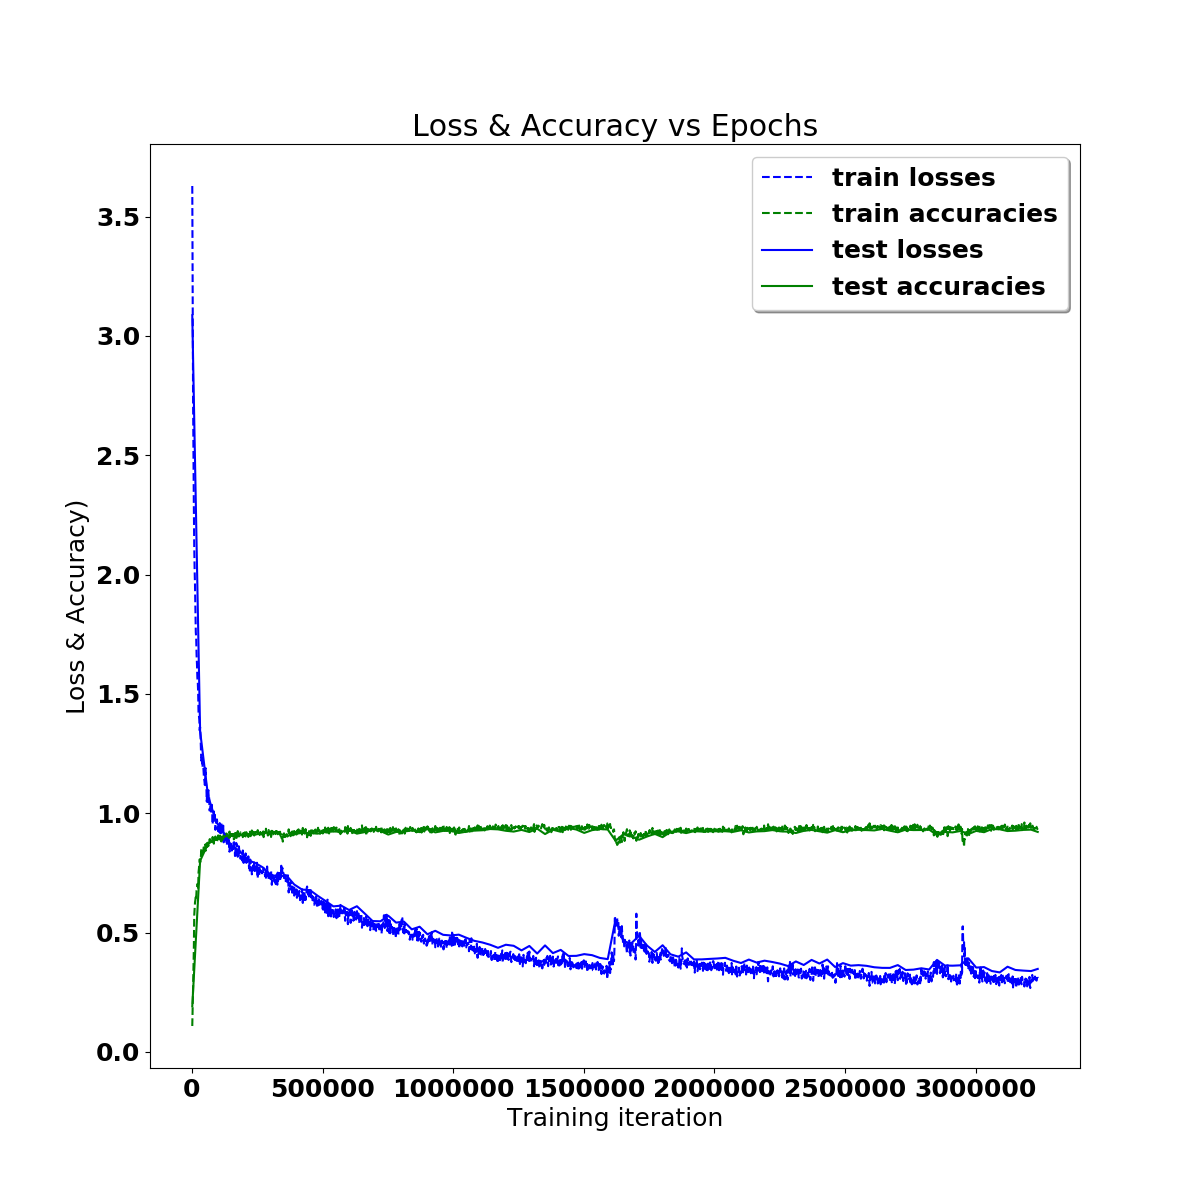 Loss & Accuracy vs Epochs
train losses
train accuracies
test losses
test accuracies
3.5
3.0
2.5
2.0
1.5
1.0
0.5
0.0
Loss & Accuracy)
0 500000 1000000 1500000 2000000 2500000 3000000
Training iteration